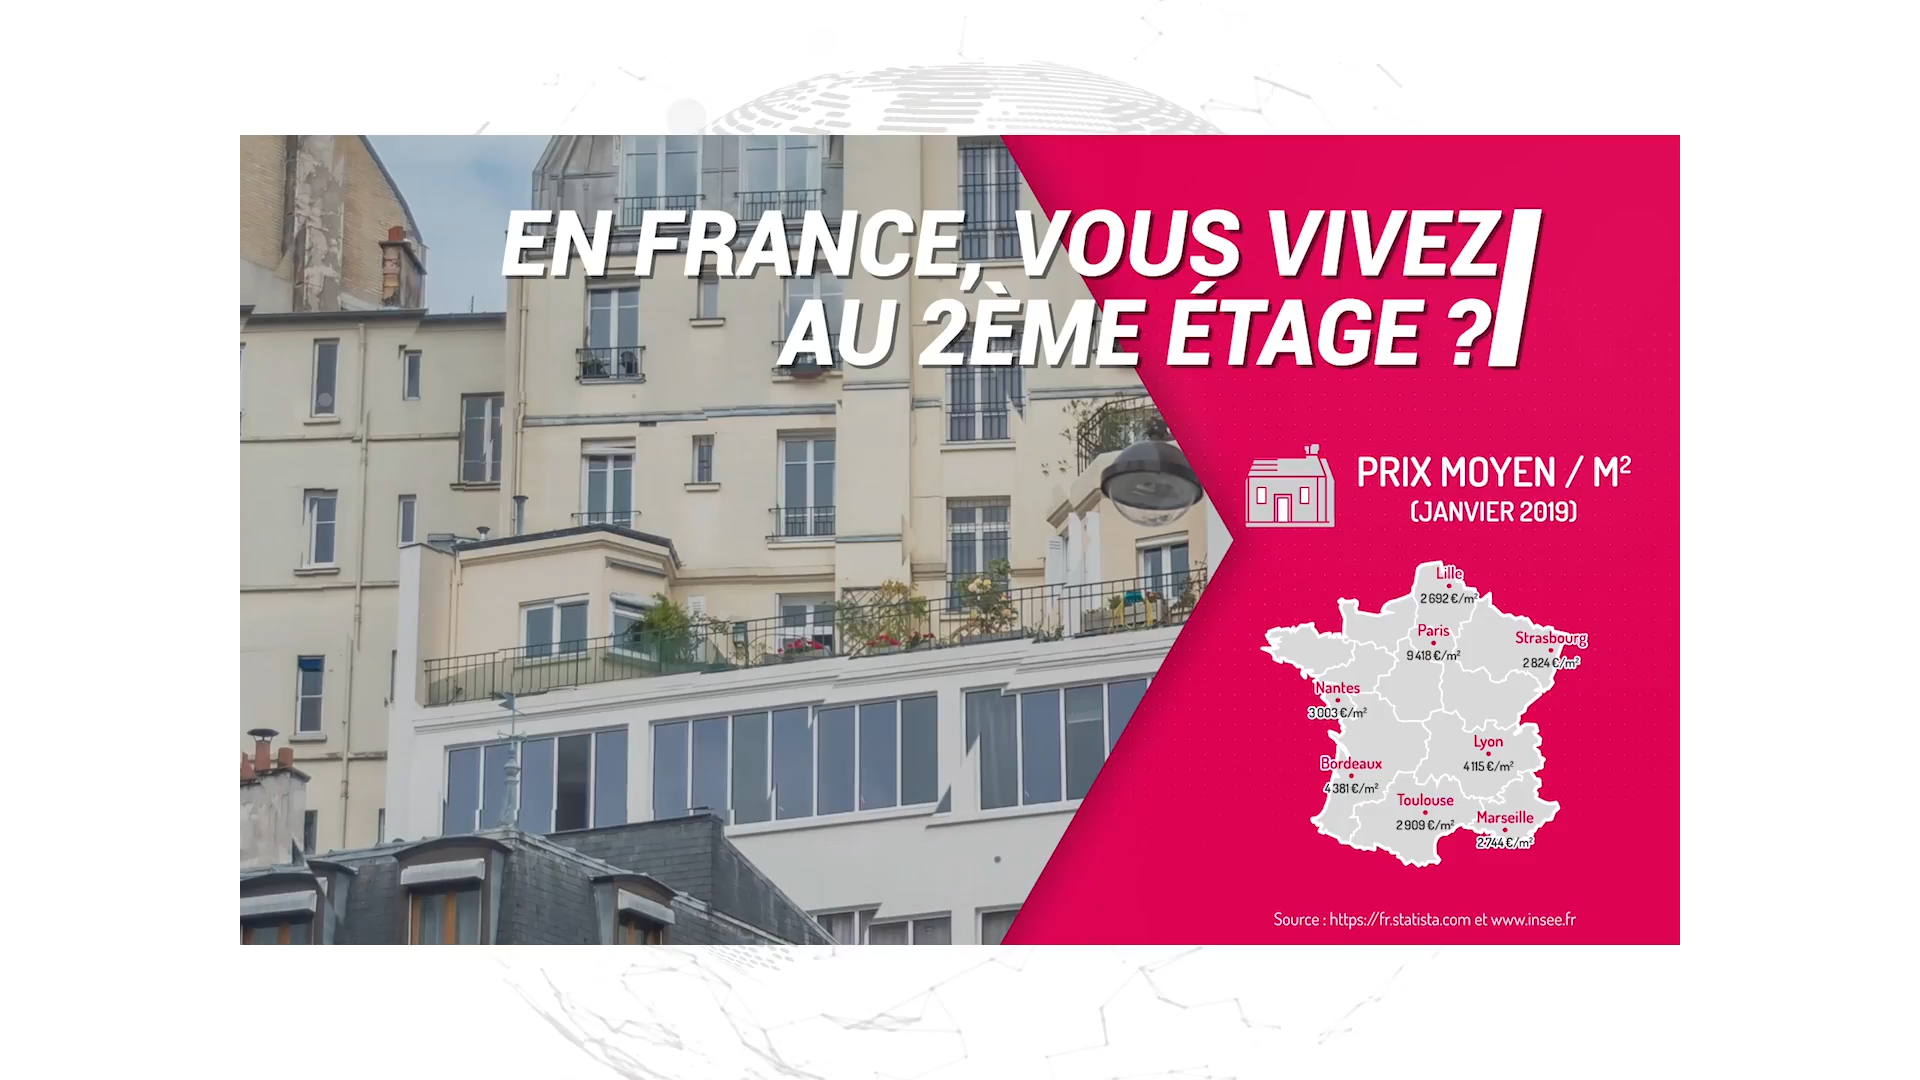 EN FRANCE, VOUS VIVEZ
AU 2ÈME ÉTAGE ?
PRIX MOYEN / M²
(JANVIER 2019)
Lille
2 692 €/m²
Paris
9 418 €/m²
Strasbourg
2 824 €/m²
Nantes
3 003 €/m²
Lyon
4 115 €/m²
Bordeaux
4 381 €/m²
Toulouse
2 909 €/m²
Marseille
2 744 €/m²
Source : https://fr.statista.com et www.insee.fr